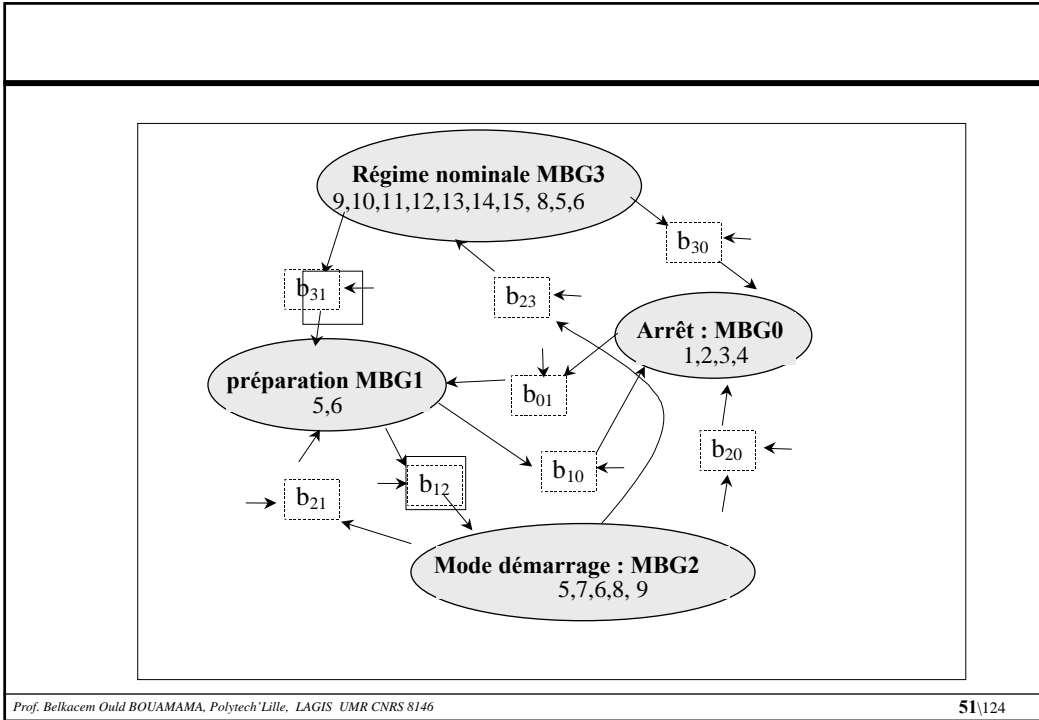 Régime nominale MBG3
9,10,11,12,13,14,15, 8,5,6
b30
b31
b23
Arrêt : MBG0
1,2,3,4
préparation MBG1
5,6
b01
b20
b10
b12
b21
Mode démarrage : MBG2
5,7,6,8, 9
Prof. Belkacem Ould BOUAMAMA, Polytech'Lille, LAGIS UMR CNRS 8146
51\124